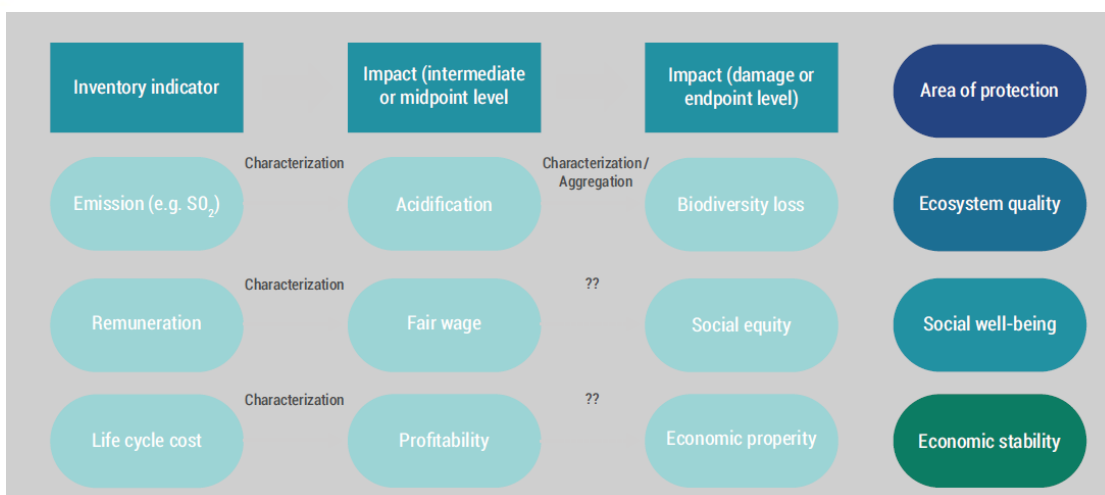 Inventory indicator
Impact (intermediate
or midpoint level
Impact (damage or
endpoint level)
Area of protection
Characterization
Characterization /
Aggregation
Emission (e.g. S0₂)
Acidification
Biodiversity loss
Ecosystem quality
Characterization
??
Remuneration
Fair wage
Social equity
Social well-being
Characterization
??
Life cycle cost
Profitability
Economic properity
Economic stability